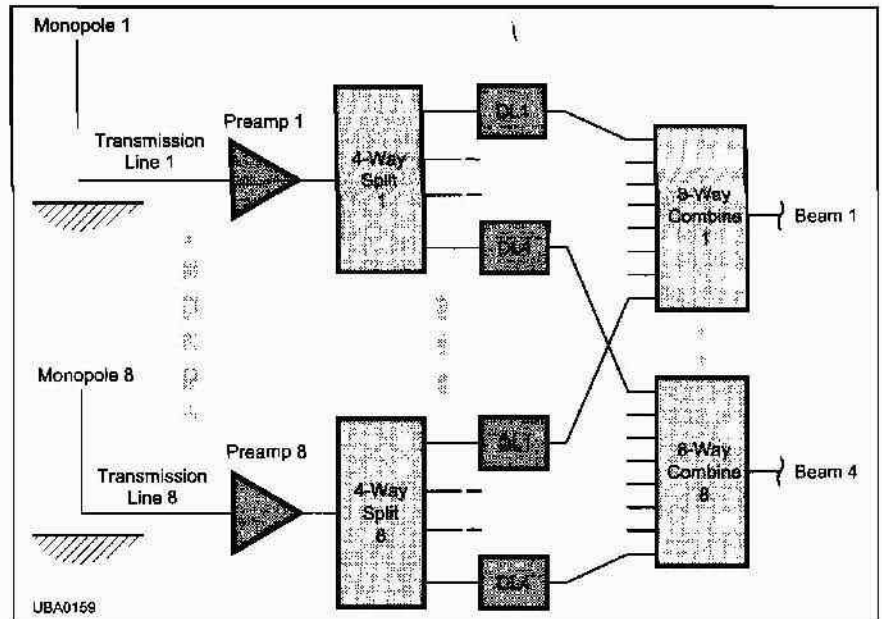 Monopole 1
Transmission
Line 1
Preamp 1
4-Way
Split
1
DL1
DL4
8-Way
Combine
1
Beam 1
Monopole 8
Transmission
Line 8
Preamp 8
4-Way
Split
8
DL4
8-Way
Combine
8
Beam 4
UBA0159